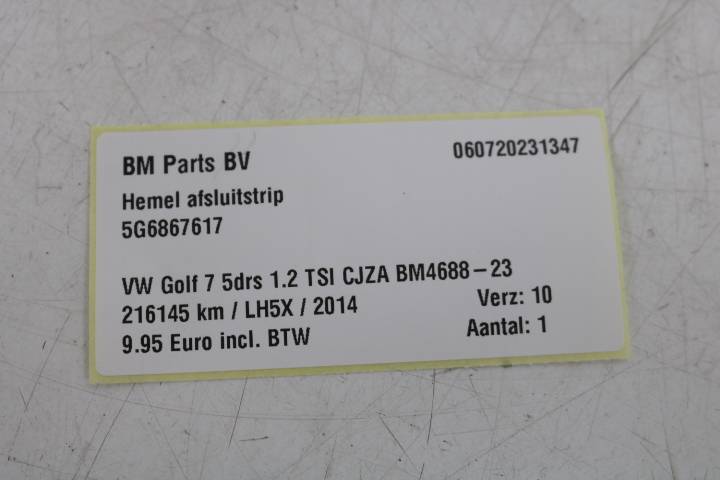 BM Parts BV 060720231347
Hemel afsluitstrip
5G6867617
VW Golf 7 5drs 1.2 TSI CJZA BM4688-23
216145 km / LH5X / 2014 Verz: 10
9.95 Euro incl. BTW Aantal: 1